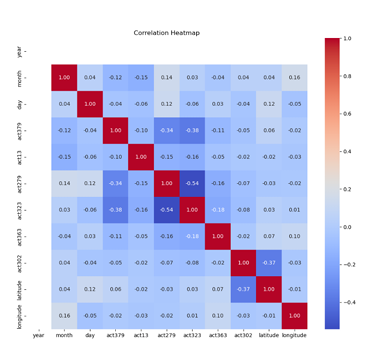 Correlation Heatmap
year
month 1.00 0.04 -0.12 -0.15 0.14 0.03 -0.04 0.04 0.04 0.16
day 0.04 1.00 -0.04 -0.06 0.12 -0.06 0.03 -0.04 0.12 -0.05
act379 -0.12 -0.04 1.00 -0.10 -0.34 -0.38 -0.11 -0.05 0.06 -0.02
act13 -0.15 -0.06 -0.10 1.00 -0.15 -0.16 -0.05 -0.02 -0.02 -0.03
act279 0.14 0.12 -0.34 -0.15 1.00 -0.54 -0.16 -0.07 -0.03 -0.02
act323 0.03 -0.06 -0.38 -0.16 -0.54 1.00 -0.18 -0.08 0.03 0.01
act363 -0.04 0.03 -0.11 -0.05 -0.16 -0.18 1.00 -0.02 0.07 0.10
act302 0.04 -0.04 -0.05 -0.02 -0.07 -0.08 -0.02 1.00 -0.37 -0.03
latitude 0.04 0.12 0.06 -0.02 -0.03 0.03 0.07 -0.37 1.00 -0.01
longitude 0.16 -0.05 -0.02 -0.03 -0.02 0.01 0.10 -0.03 -0.01 1.00
year month day act379 act13 act279 act323 act363 act302 latitude longitude
1.0
0.8
0.6
0.4
0.2
0.0
-0.2
-0.4